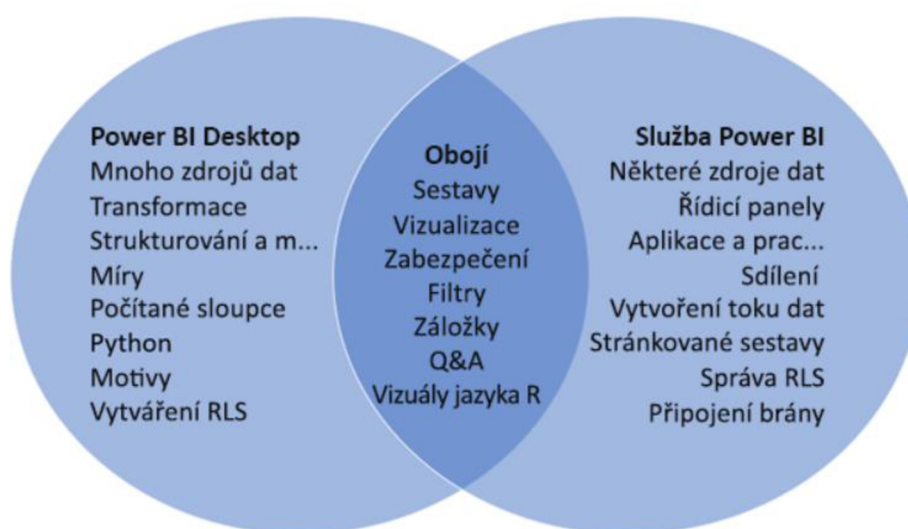 Power BI Desktop
Mnoho zdrojů dat
Transformace
Strukturování a m...
Míry
Počítané sloupce
Python
Motivy
Vytváření RLS
Obojí
Sestavy
Vizualizace
Zabezpečení
Filtry
Záložky
Q&A
Vizuály jazyka R
Služba Power BI
Některé zdroje dat
Řídicí panely
Aplikace a prac...
Sdílení
Vytvoření toku dat
Stránkované sestavy
Správa RLS
Připojení brány